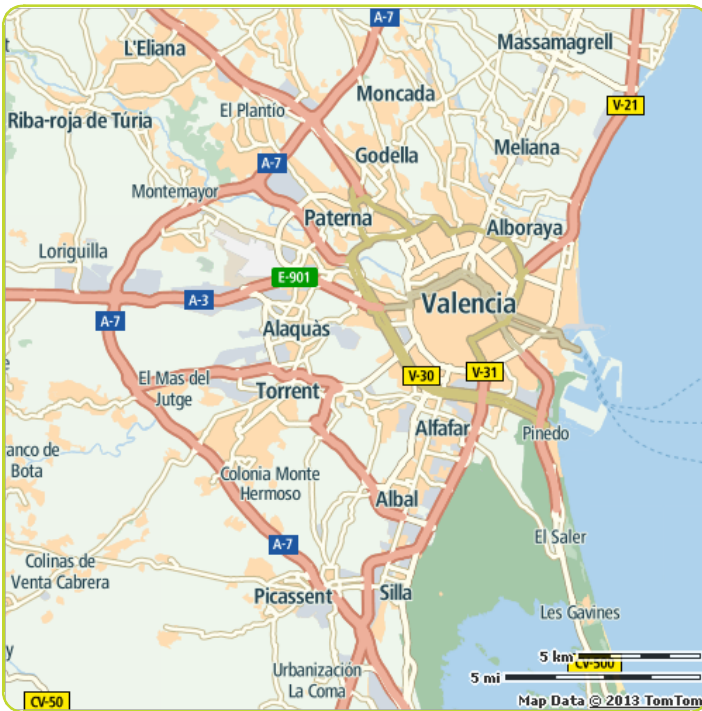 A-7
L'Eliana
Massamagrell
El Plantío
Moncada
V-21
Riba-roja de Túria
Godella
Meliana
A-7
Montemayor
Paterna
Alboraya
Loriguilla
E-901
A-3
Valencia
A-7
Alaquàs
El Mas del
Jutge
Torrent
V-30
V-31
Alfafar
Pinedo
anco de
Bota
Colonia Monte
Hermoso
Albal
A-7
El Saler
Colinas de
Venta Cabrera
Picassent
Silla
Les Gavines
y
5 km
CV-500
Urbanización
La Coma
5 mi
CV-50
Map Data © 2013 TomTom